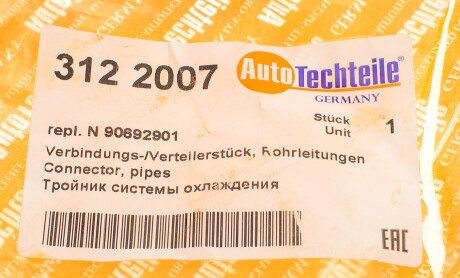 312 2007
AutoTechteile®
GERMANY
Stück
Unit 1
repl. N 90692901
Verbindungs-/Verteilerstück, Rohrleitungen
Connector, pipes
Тройник системы охлаждения
EAC